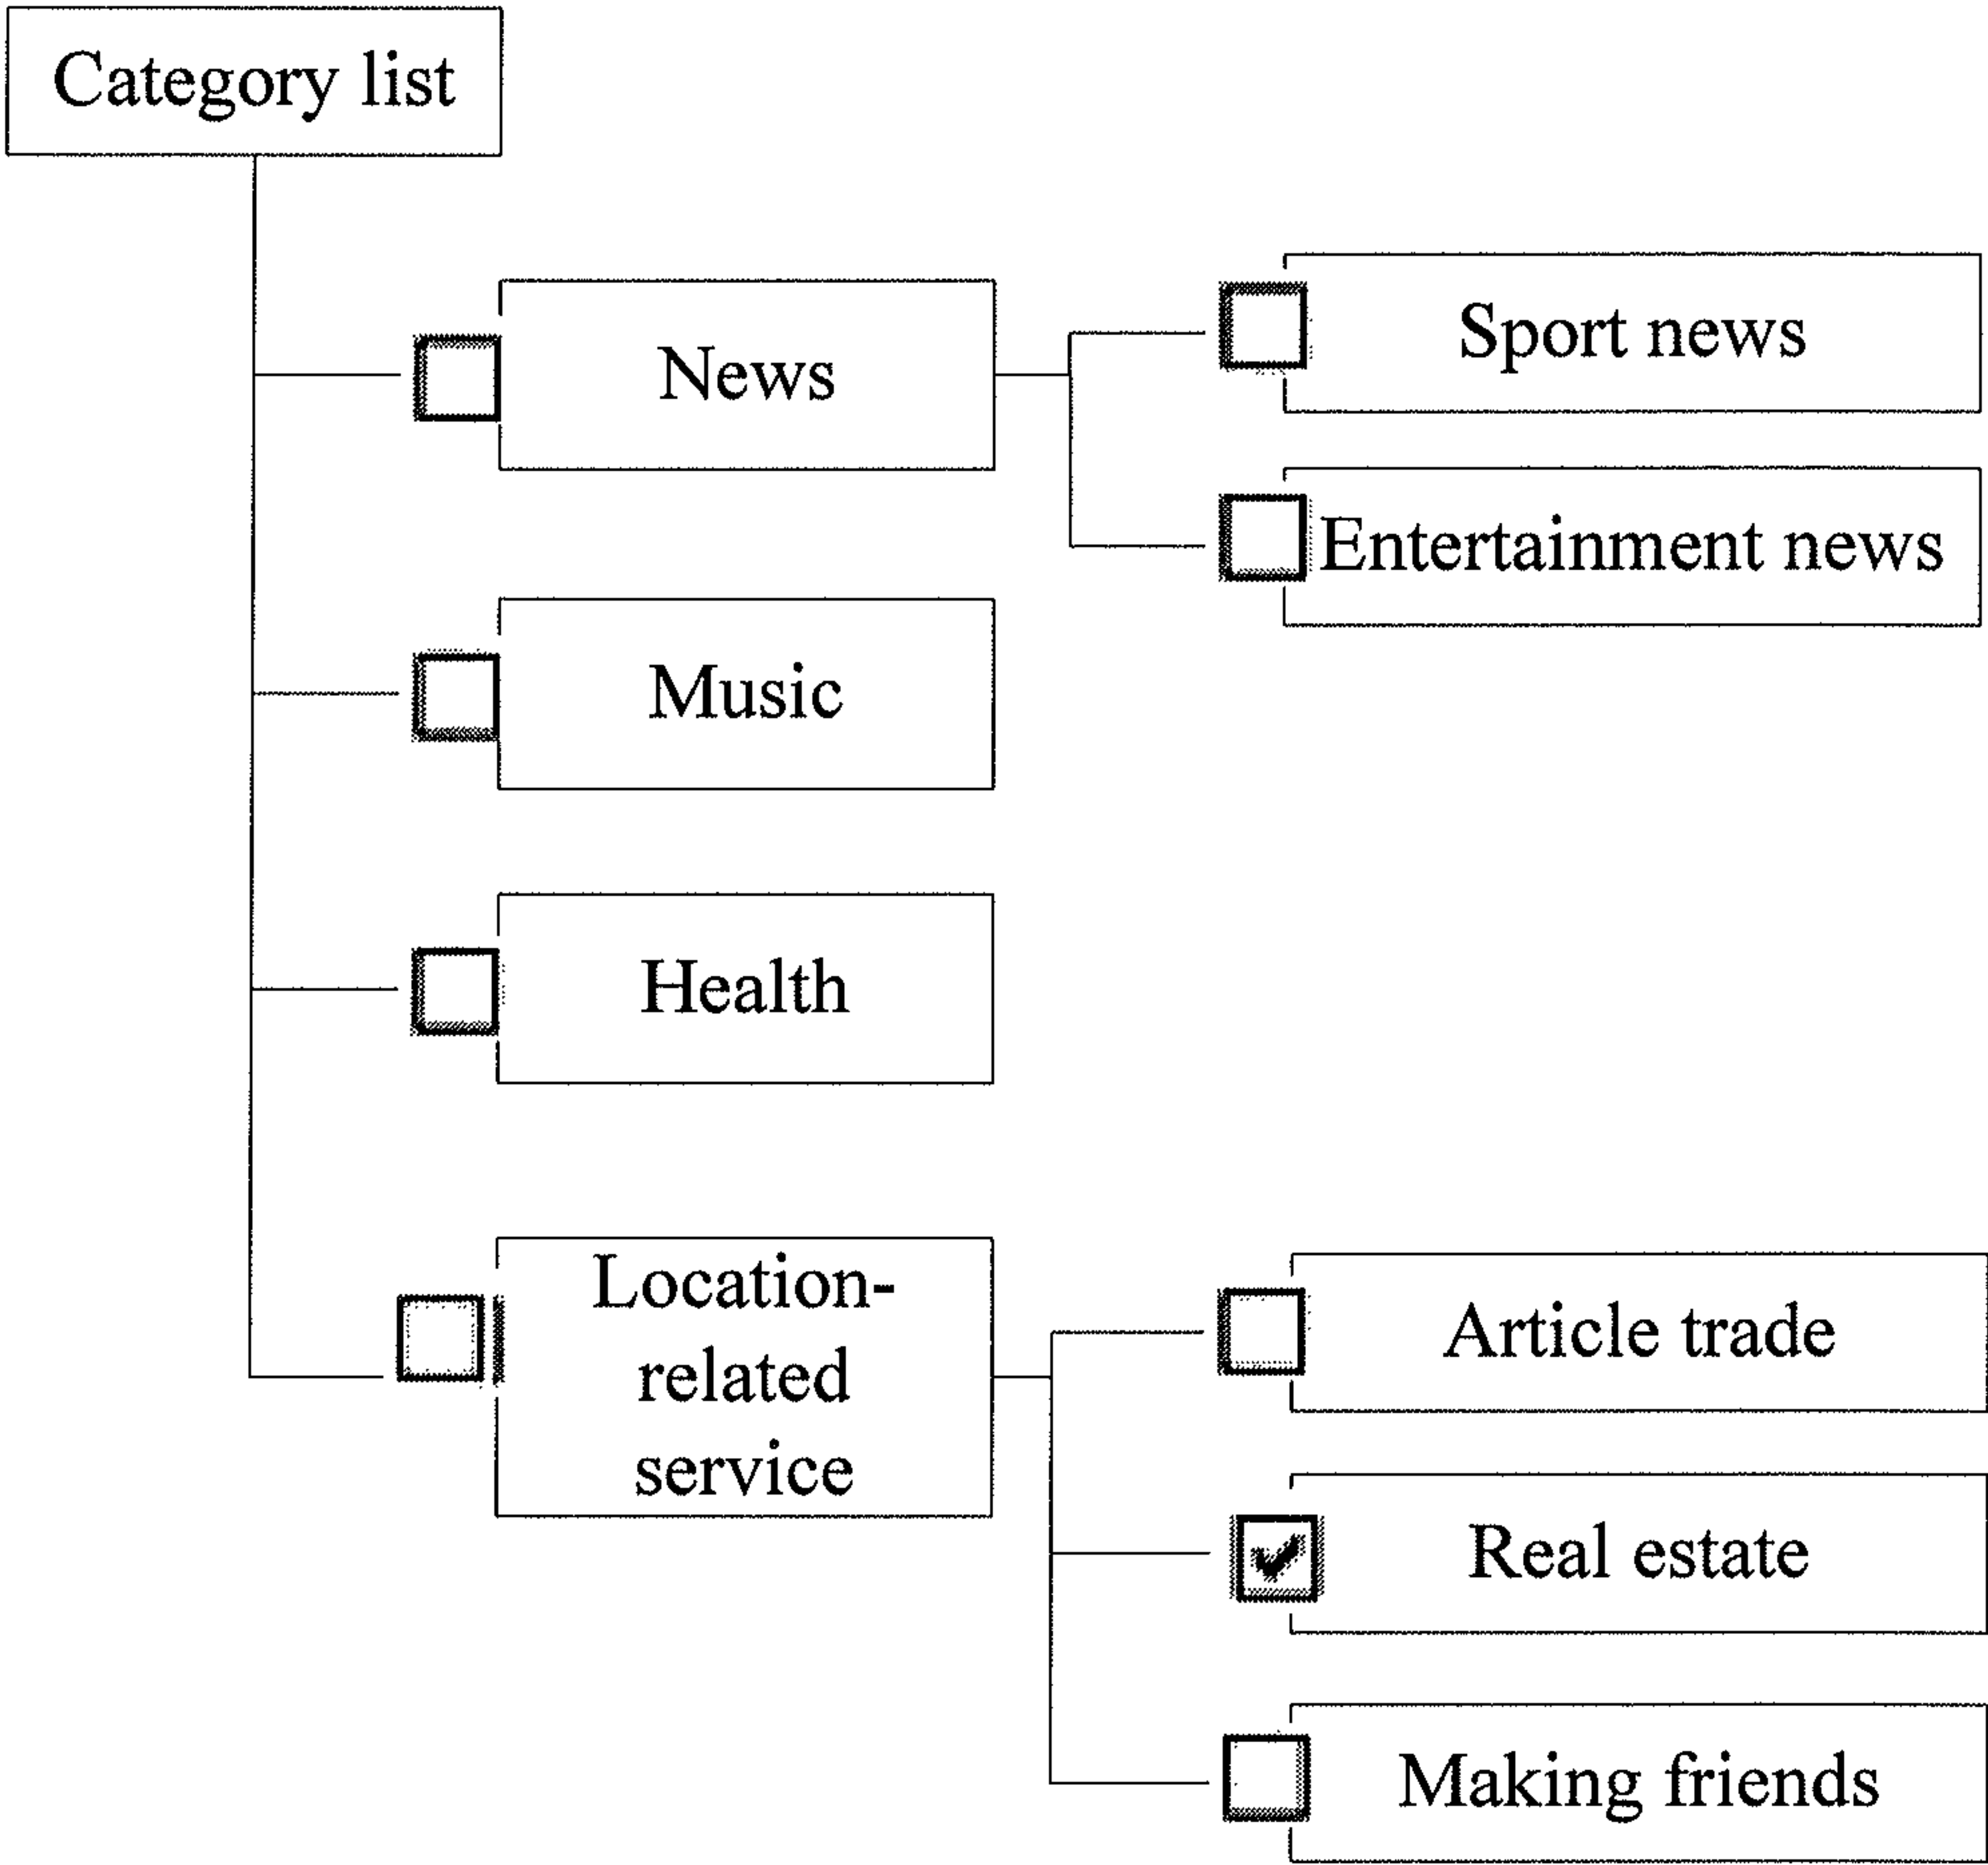 Category list
News
Sport news
Entertainment news
Music
Health
Location-
related
service
Article trade
Real estate
Making friends